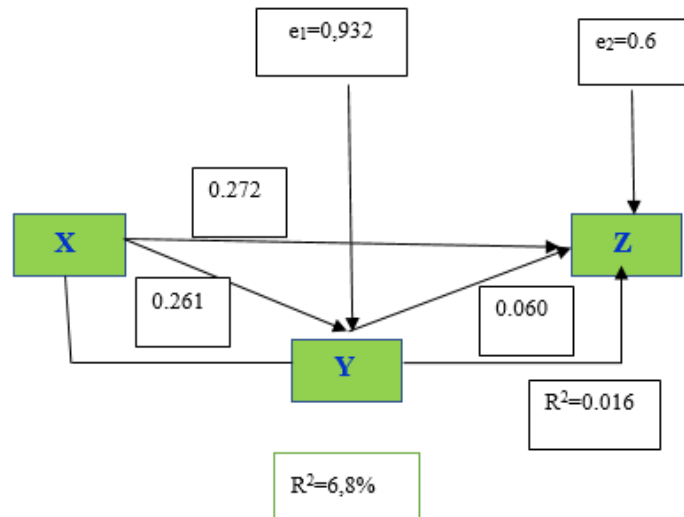 e₁=0,932
e₂=0.6
0.272
X
Z
0.261
0.060
Y
R²=0.016
R²=6,8%